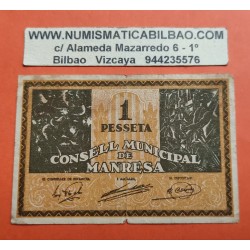 WWW.NUMISMATICABILBAO.COM
c/ Alameda Mazarredo 6 - 1º
Bilbao Vizcaya 944235576
1
PESSETA
CONSELL MUNICIPAL
DE
MANRESA